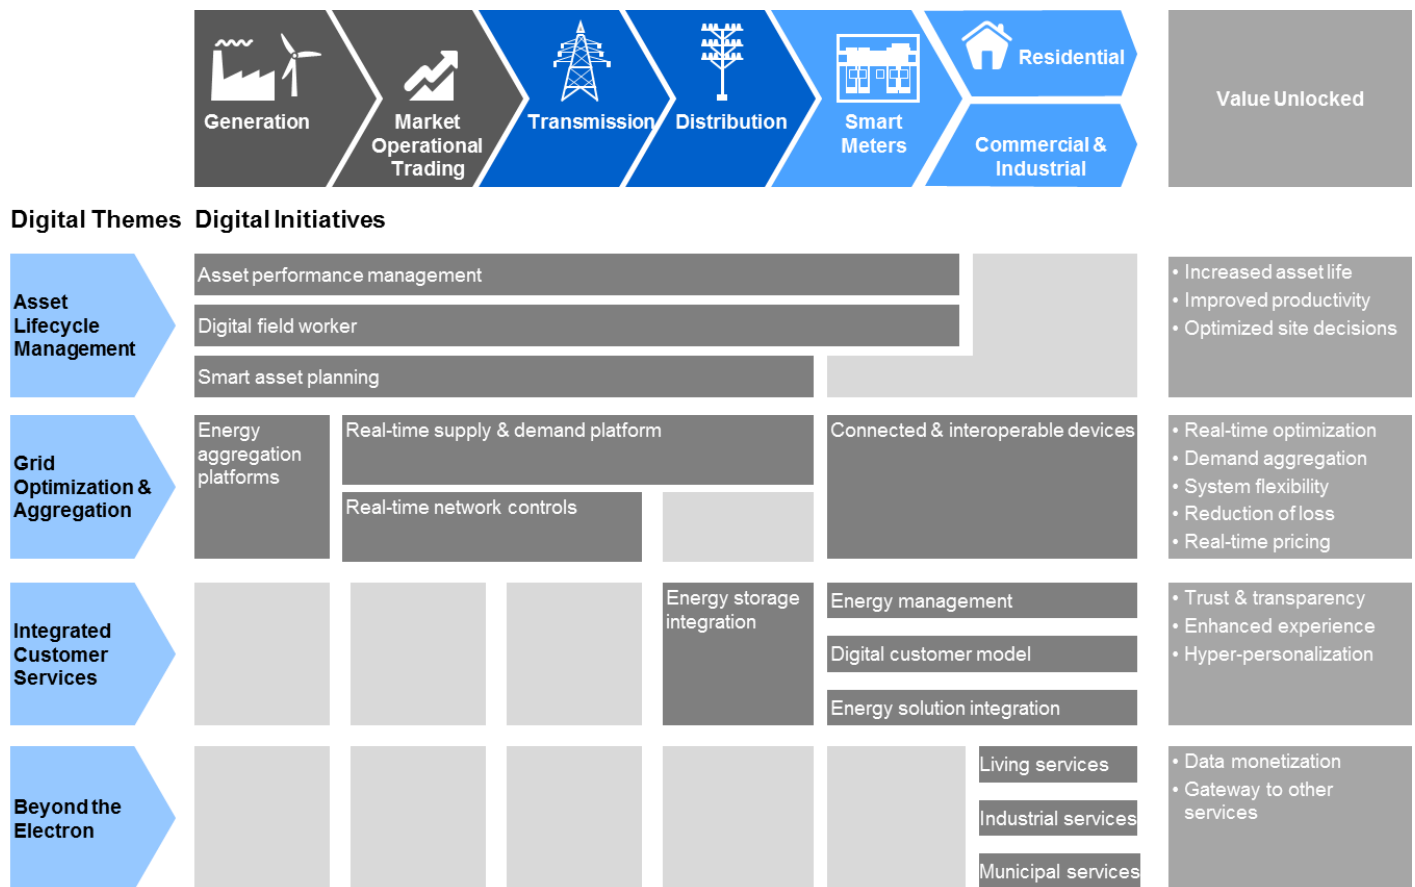 Generation
Market
Operational
Trading
Transmission
Distribution
Smart
Meters
Residential
Commercial &
Industrial
Value Unlocked
Digital Themes
Digital Initiatives
Asset
Lifecycle
Management
Asset performance management
Digital field worker
Smart asset planning
• Increased asset life
• Improved productivity
• Optimized site decisions
Grid
Optimization &
Aggregation
Energy
aggregation
platforms
Real-time supply & demand platform
Real-time network controls
Connected & interoperable devices
• Real-time optimization
• Demand aggregation
• System flexibility
• Reduction of loss
• Real-time pricing
Integrated
Customer
Services
Energy storage
integration
Energy management
Digital customer model
Energy solution integration
• Trust & transparency
• Enhanced experience
• Hyper-personalization
Beyond the
Electron
Living services
Industrial services
Municipal services
• Data monetization
• Gateway to other
services